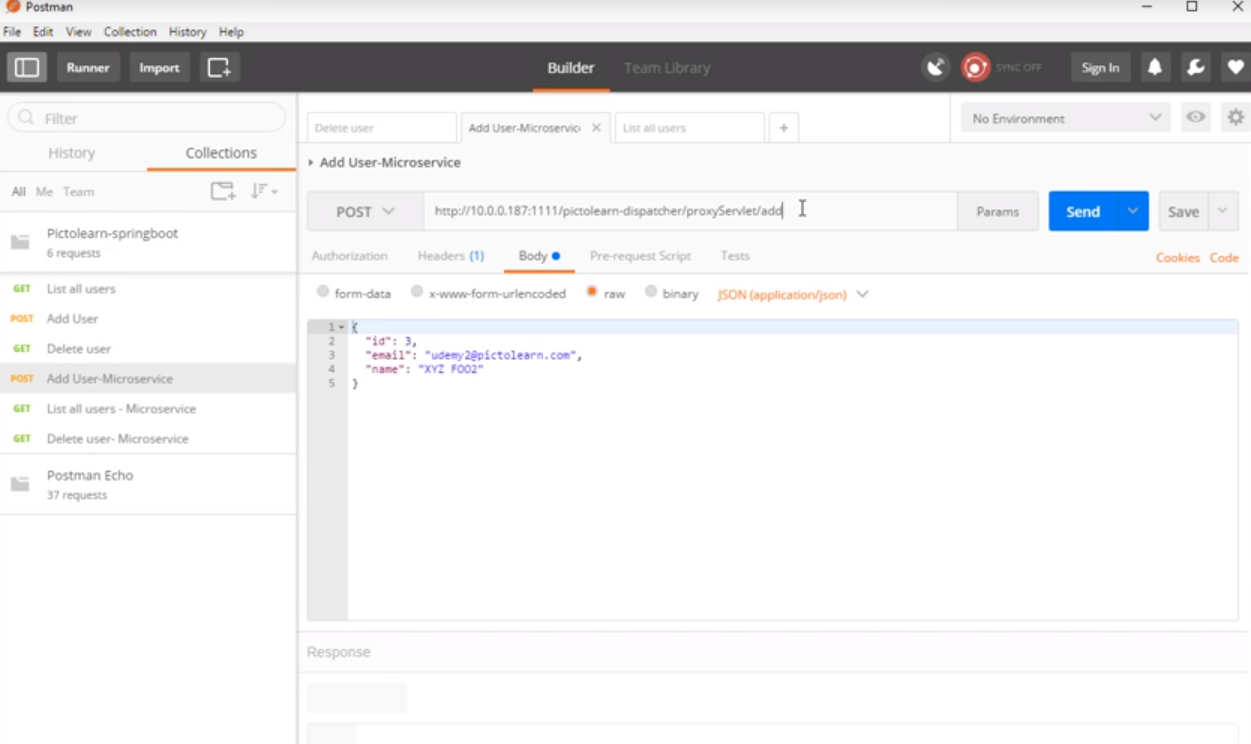 Postman
File Edit View Collection History Help
Runner Import Builder Team Library SYNC OFF Sign In
Filter
History Collections
All Me Team
Pictolearn-springboot
6 requests
GET List all users
POST Add User
GET Delete user
POST Add User-Microservice
GET List all users - Microservice
GET Delete user- Microservice
Postman Echo
37 requests
Delete user Add User-Microservic × List all users + No Environment
Add User-Microservice
POST http://10.0.0.187:1111/pictolearn-dispatcher/proxyServlet/add Params Send Save
Authorization Headers (1) Body Pre-request Script Tests Cookies Code
form-data x-www-form-urlencoded raw binary JSON (application/json)
1 {
2 "id": 3,
3 "email": "udemy2@pictolearn.com",
4 "name": "XYZ FOO2"
5 }
Response